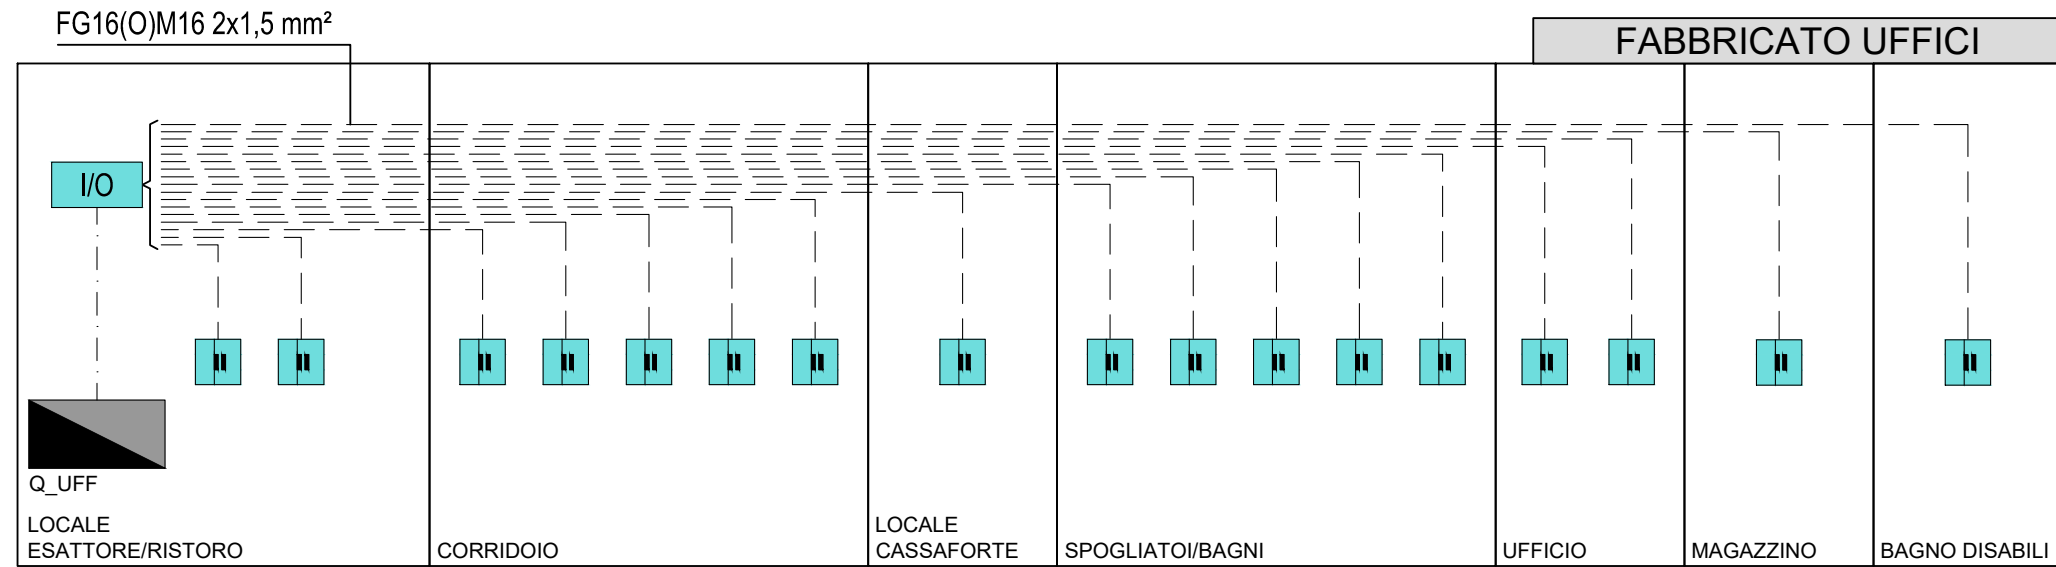 FG16(O)M16 2x1,5 mm²
FABBRICATO UFFICI
I/O
Q_UFF
LOCALE
ESATTORE/RISTORO
CORRIDOIO
LOCALE
CASSAFORTE
SPOGLIATOI/BAGNI
UFFICIO
MAGAZZINO
BAGNO DISABILI